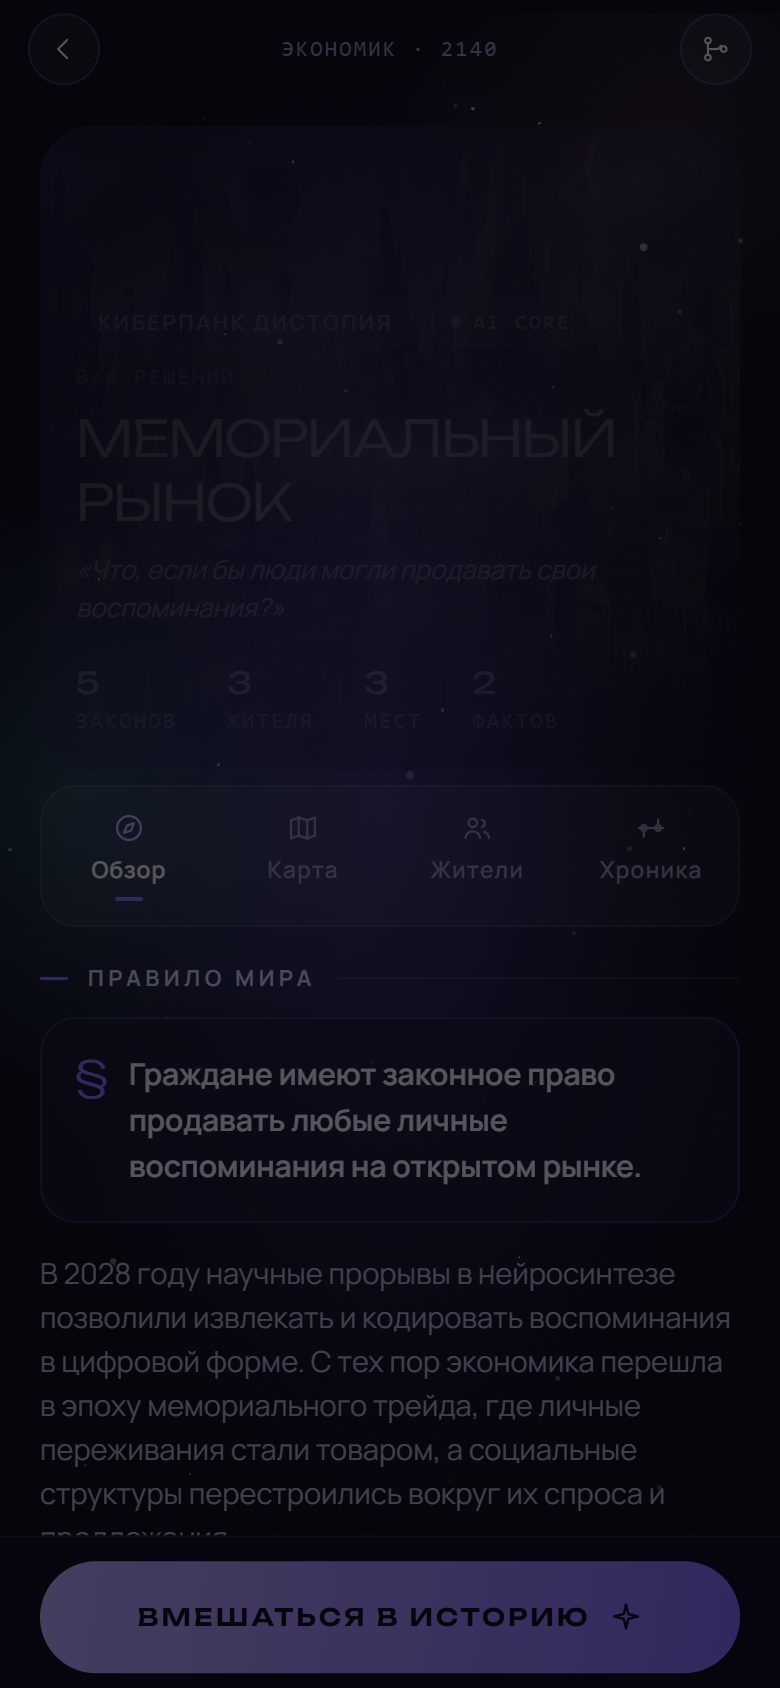 ЭКОНОМИК · 2140
КИБЕРПАНК ДИСТОПИЯ
AI CORE
0/6 РЕШЕНИЙ
МЕМОРИАЛЬНЫЙ
РЫНОК
«Что, если бы люди могли продавать свои
воспоминания?»
5 3 3 2
ЗАКОНОВ ЖИТЕЛЯ МЕСТ ФАКТОВ
Обзор Карта Жители Хроника
ПРАВИЛО МИРА
§ Граждане имеют законное право
продавать любые личные
воспоминания на открытом рынке.
В 2028 году научные прорывы в нейросинтезе
позволили извлекать и кодировать воспоминания
в цифровой форме. С тех пор экономика перешла
в эпоху мемориального трейда, где личные
переживания стали товаром, а социальные
структуры перестроились вокруг их спроса и
предложения.
ВМЕШАТЬСЯ В ИСТОРИЮ